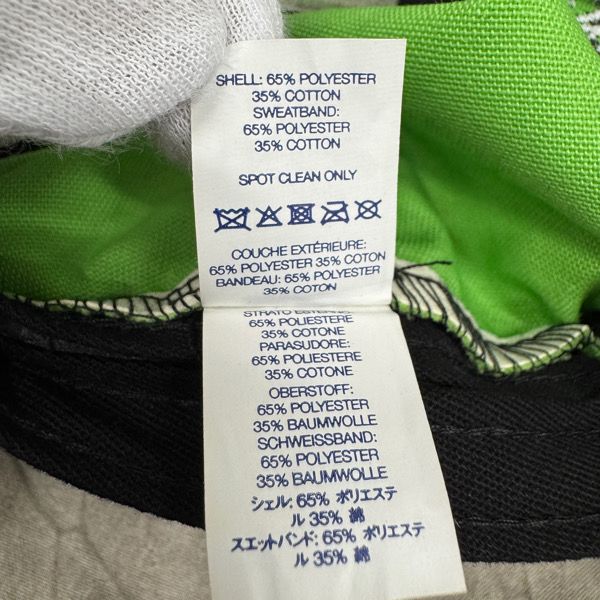 SHELL: 65% POLYESTER
35% COTTON
SWEATBAND:
65% POLYESTER
35% COTTON
SPOT CLEAN ONLY
COUCHE EXTÉRIEURE:
65% POLYESTER 35% COTON
BANDEAU: 65% POLYESTER
35% COTON
STRATO ESTERNO:
65% POLIESTERE
35% COTONE
PARASUDORE:
65% POLIESTERE
35% COTONE
OBERSTOFF:
65% POLYESTER
35% BAUMWOLLE
SCHWEISSBAND:
65% POLYESTER
35% BAUMWOLLE
シェル: 65% ポリエステ
ル 35% 綿
スエットバンド: 65% ポリエステ
ル 35% 綿